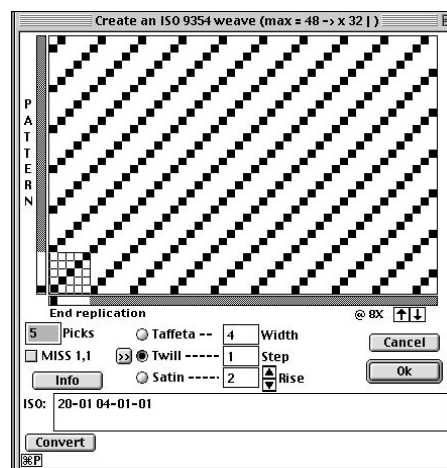 Create an ISO 9354 weave (max = 48 -> x 32 | )
PATTERN
End replication @ 8X
5 Picks Taffeta -- 4 Width Cancel
MISS 1,1 >> Twill ----- 1 Step
Info Satin ----- 2 Rise Ok
ISO: 20-01 04-01-01
Convert
⌘P